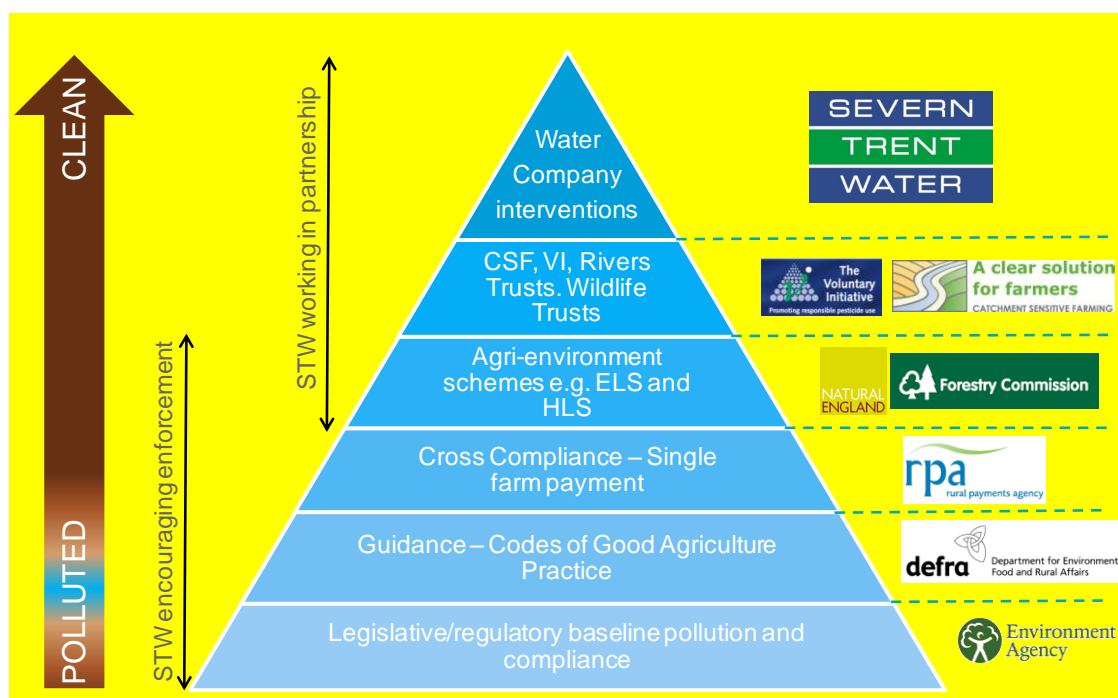 CLEAN
POLLUTED
STW working in partnership
STW encouraging enforcement
Water
Company
interventions
CSF, VI, Rivers
Trusts. Wildlife
Trusts
Agri-environment
schemes e.g. ELS and
HLS
Cross Compliance – Single
farm payment
Guidance – Codes of Good Agriculture
Practice
Legislative/regulatory baseline pollution and
compliance
SEVERN
TRENT
WATER
The
Voluntary
Initiative
Promoting responsible pesticide use
A clear solution
for farmers
CATCHMENT SENSITIVE FARMING
NATURAL
ENGLAND
Forestry Commission
rpa
rural payments agency
defra
Department for Environment
Food and Rural Affairs
Environment
Agency